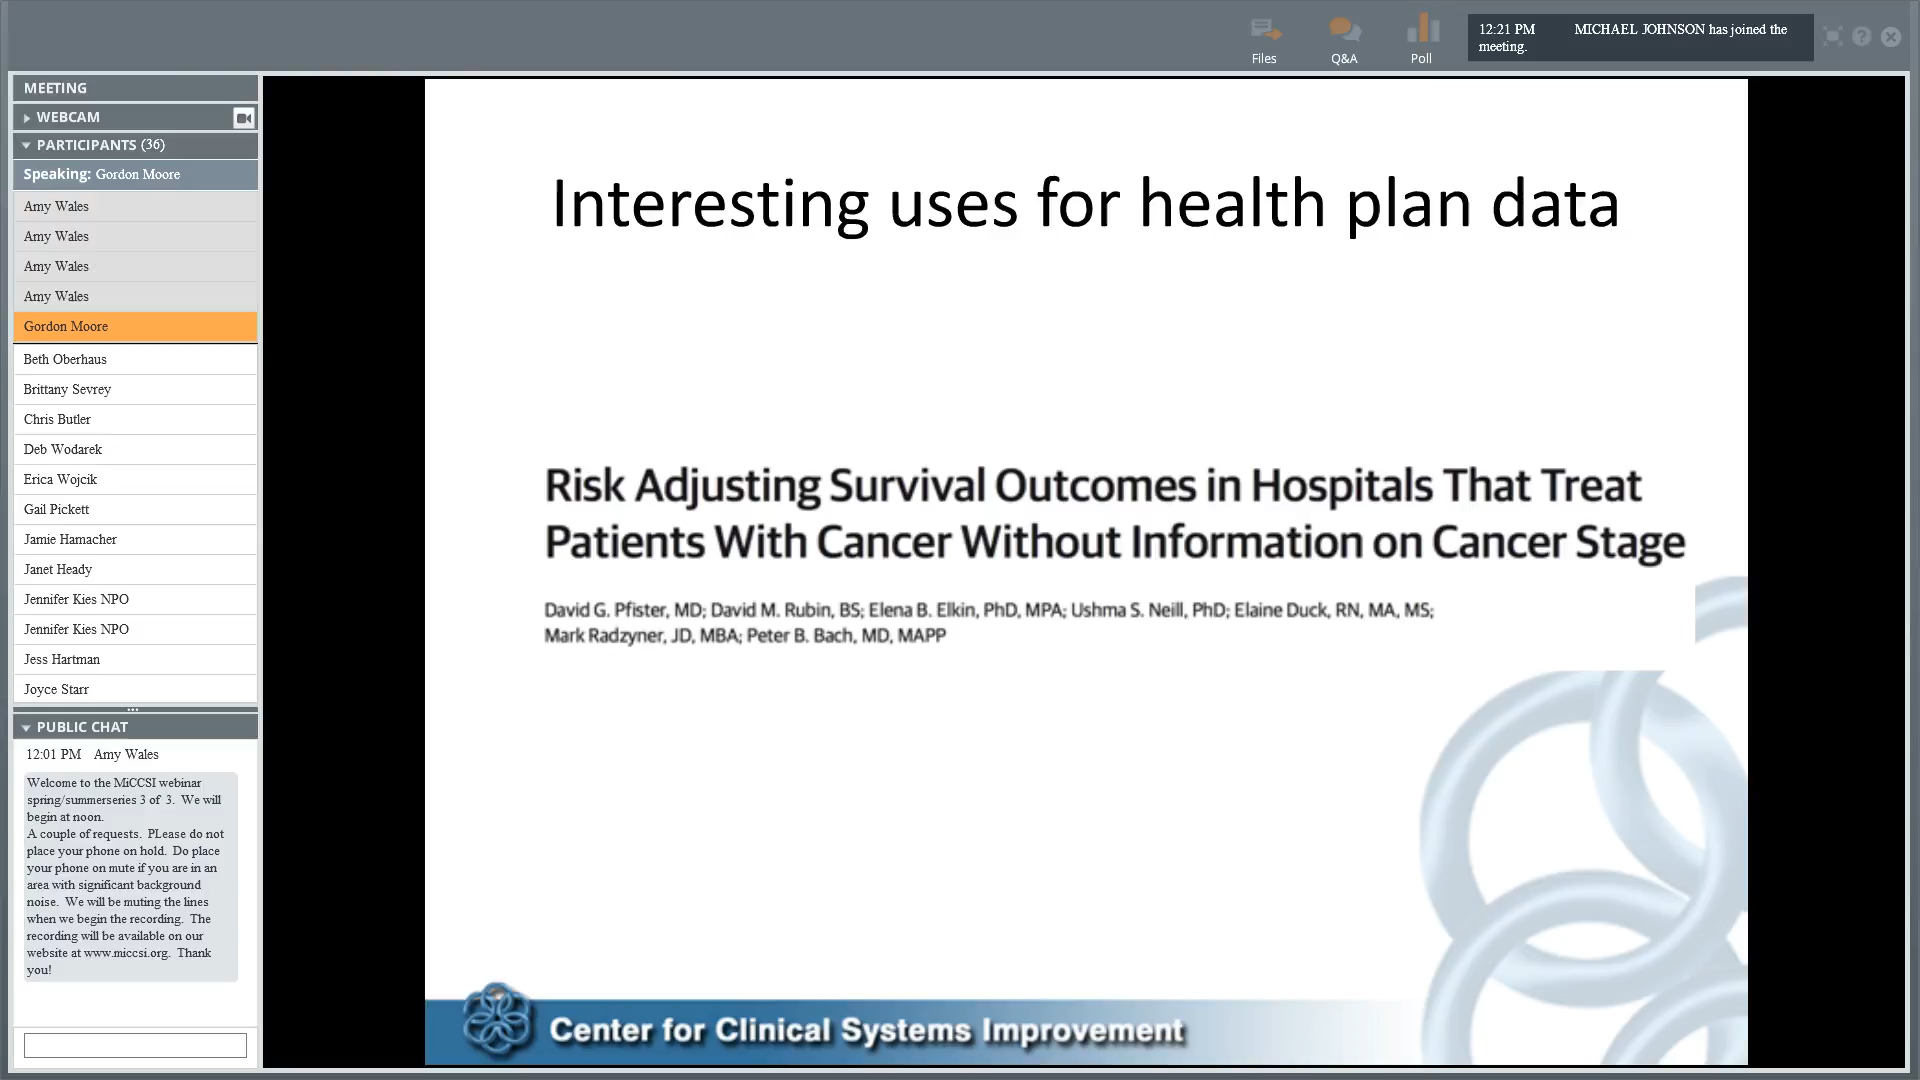 Files
Q&A
Poll
12:21 PM MICHAEL JOHNSON has joined the
meeting.
MEETING
WEBCAM
PARTICIPANTS (36)
Speaking: Gordon Moore
Amy Wales
Amy Wales
Amy Wales
Amy Wales
Gordon Moore
Beth Oberhaus
Brittany Sevrey
Chris Butler
Deb Wodarek
Erica Wojcik
Gail Pickett
Jamie Hamacher
Janet Heady
Jennifer Kies NPO
Jennifer Kies NPO
Jess Hartman
Joyce Starr
PUBLIC CHAT
12:01 PM Amy Wales
Welcome to the MiCCSI webinar
spring/summerseries 3 of 3. We will
begin at noon.
A couple of requests. PLease do not
place your phone on hold. Do place
your phone on mute if you are in an
area with significant background
noise. We will be muting the lines
when we begin the recording. The
recording will be available on our
website at www.miccsi.org. Thank
you!
Interesting uses for health plan data
Risk Adjusting Survival Outcomes in Hospitals That Treat
Patients With Cancer Without Information on Cancer Stage
David G. Pfister, MD; David M. Rubin, BS; Elena B. Elkin, PhD, MPA; Ushma S. Neill, PhD; Elaine Duck, RN, MA, MS;
Mark Radzyner, JD, MBA; Peter B. Bach, MD, MAPP
Center for Clinical Systems Improvement